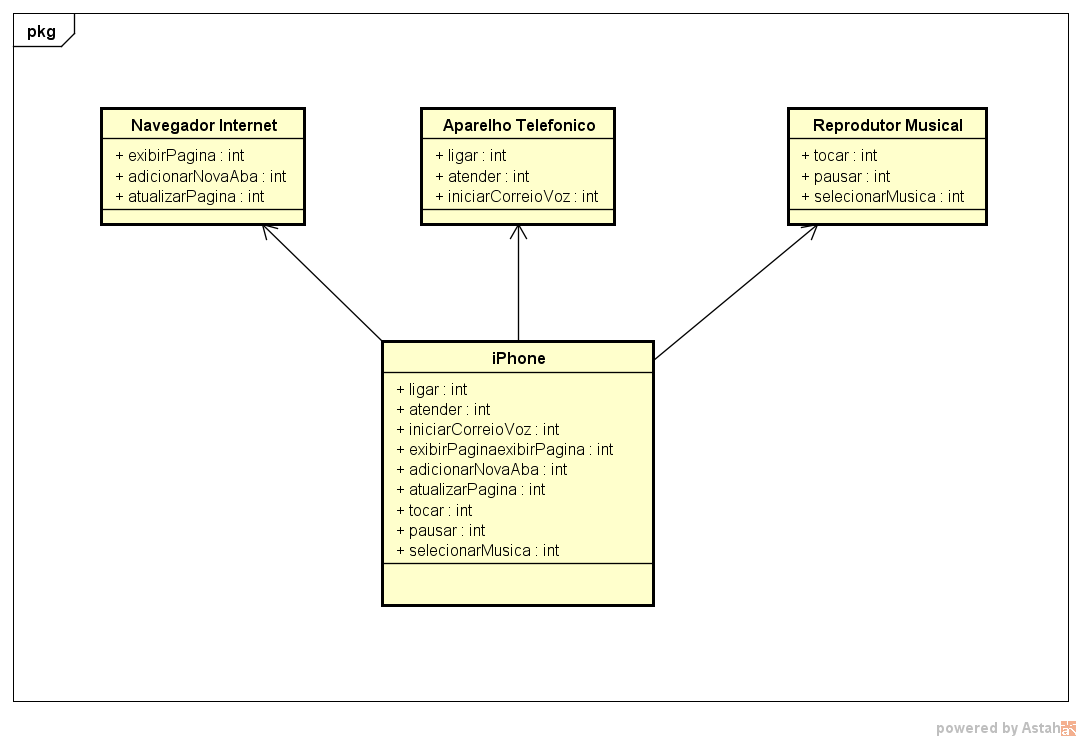 pkg
Navegador Internet
+ exibirPagina : int
+ adicionarNovaAba : int
+ atualizarPagina : int
Aparelho Telefonico
+ ligar : int
+ atender : int
+ iniciarCorreioVoz : int
Reprodutor Musical
+ tocar : int
+ pausar : int
+ selecionarMusica : int
iPhone
+ ligar : int
+ atender : int
+ iniciarCorreioVoz : int
+ exibirPaginaexibirPagina : int
+ adicionarNovaAba : int
+ atualizarPagina : int
+ tocar : int
+ pausar : int
+ selecionarMusica : int
powered by Astah